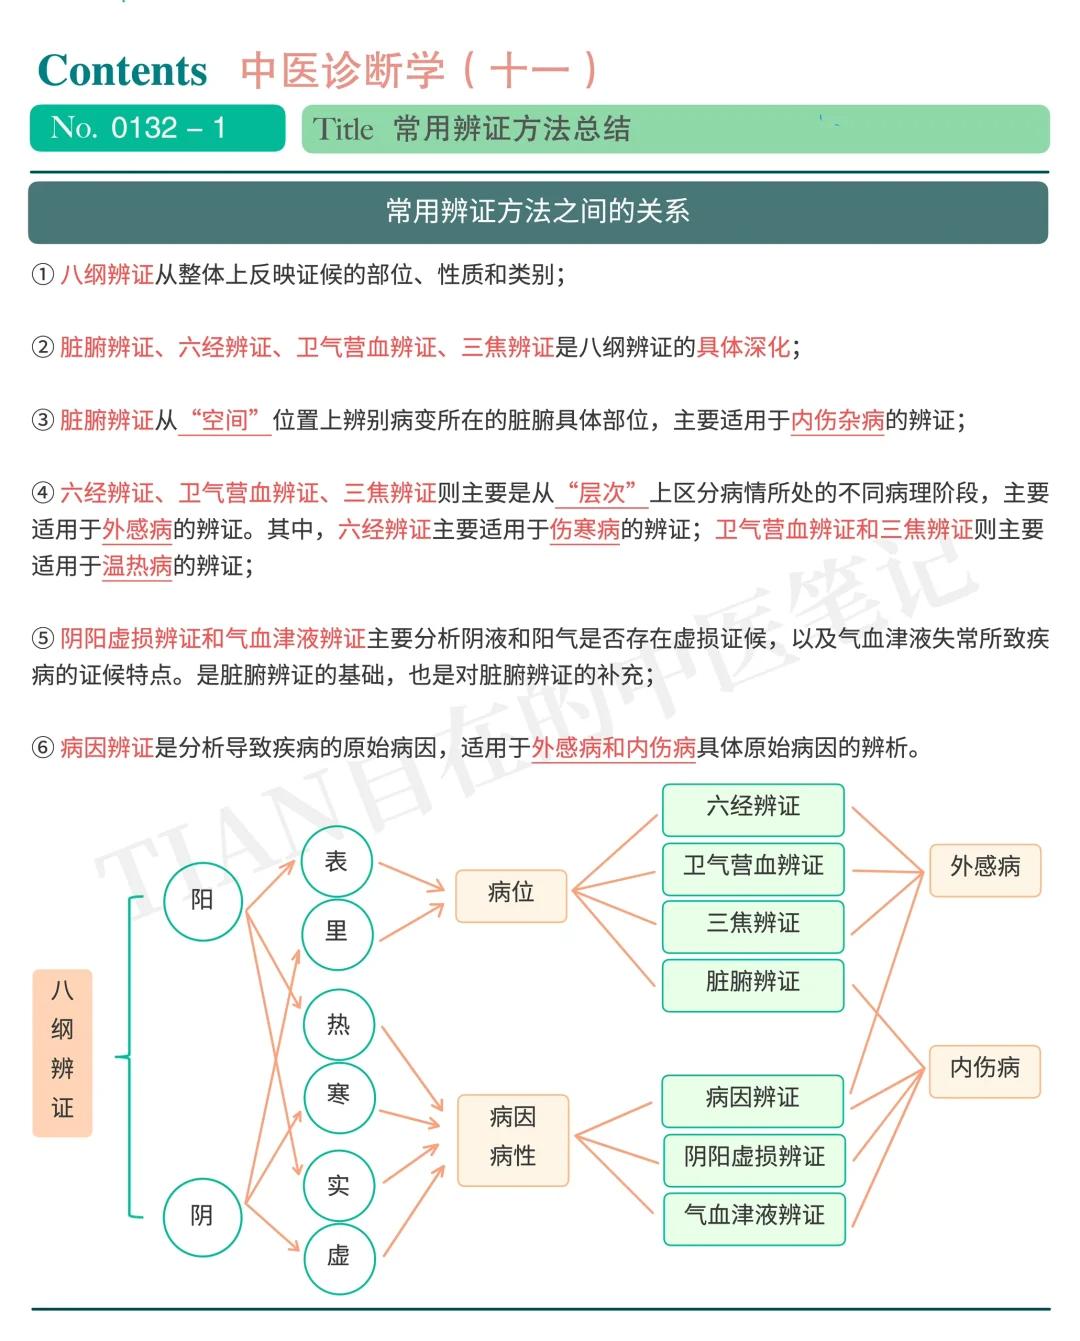 Contents 中医诊断学（十一）
No. 0132 – 1
Title 常用辨证方法总结
常用辨证方法之间的关系
① 八纲辨证从整体上反映证候的部位、性质和类别；
② 脏腑辨证、六经辨证、卫气营血辨证、三焦辨证是八纲辨证的具体深化；
③ 脏腑辨证从“空间”位置上辨别病变所在的脏腑具体部位，主要适用于内伤杂病的辨证；
④ 六经辨证、卫气营血辨证、三焦辨证则主要是从“层次”上区分病情所处的不同病理阶段，主要
适用于外感病的辨证。其中，六经辨证主要适用于伤寒病的辨证；卫气营血辨证和三焦辨证则主要
适用于温热病的辨证；
⑤ 阴阳虚损辨证和气血津液辨证主要分析阴液和阳气是否存在虚损证候，以及气血津液失常所致疾
病的证候特点。是脏腑辨证的基础，也是对脏腑辨证的补充；
⑥ 病因辨证是分析导致疾病的原始病因，适用于外感病和内伤病具体原始病因的辨析。
TIAN自在的中医笔记
八
纲
辨
证
阳
阴
表
里
热
寒
实
虚
病位
病因
病性
六经辨证
卫气营血辨证
三焦辨证
脏腑辨证
病因辨证
阴阳虚损辨证
气血津液辨证
外感病
内伤病